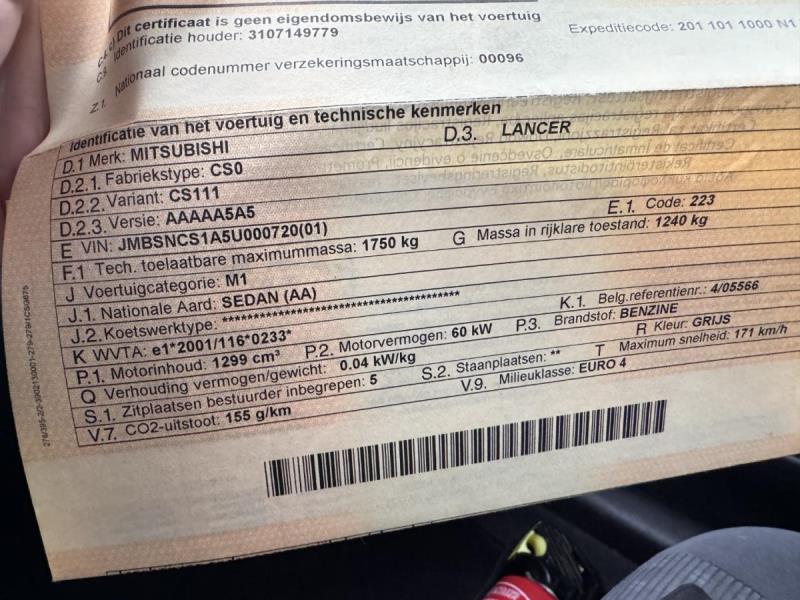 Dit certificaat is geen eigendomsbewijs van het voertuig
Identificatie houder: 3107149779
Expeditiecode: 201 101 1000 N1
Z.1. Nationaal codenummer verzekeringsmaatschappij: 00096
Identificatie van het voertuig en technische kenmerken
D.1 Merk: MITSUBISHI D.3. LANCER
D.2.1. Fabriekstype: CS0
D.2.2. Variant: CS111
D.2.3. Versie: AAAAA5A5
E VIN: JMBSNCS1A5U000720(01) E.1. Code: 223
F.1 Tech. toelaatbare maximummassa: 1750 kg G Massa in rijklare toestand: 1240 kg
J Voertuigcategorie: M1
J.1. Nationale Aard: SEDAN (AA)
J.2. Koetswerktype: ************************************ K.1. Belg.referentienr.: 4/05566
K WVTA: e1*2001/116*0233*
P.1. Motorinhoud: 1299 cm³ P.2. Motorvermogen: 60 kW P.3. Brandstof: BENZINE
Q Verhouding vermogen/gewicht: 0.04 kW/kg R Kleur: GRIJS
S.1. Zitplaatsen bestuurder inbegrepen: 5 S.2. Staanplaatsen: ** T Maximum snelheid: 171 km/h
V.7. CO2-uitstoot: 155 g/km V.9. Milieuklasse: EURO 4